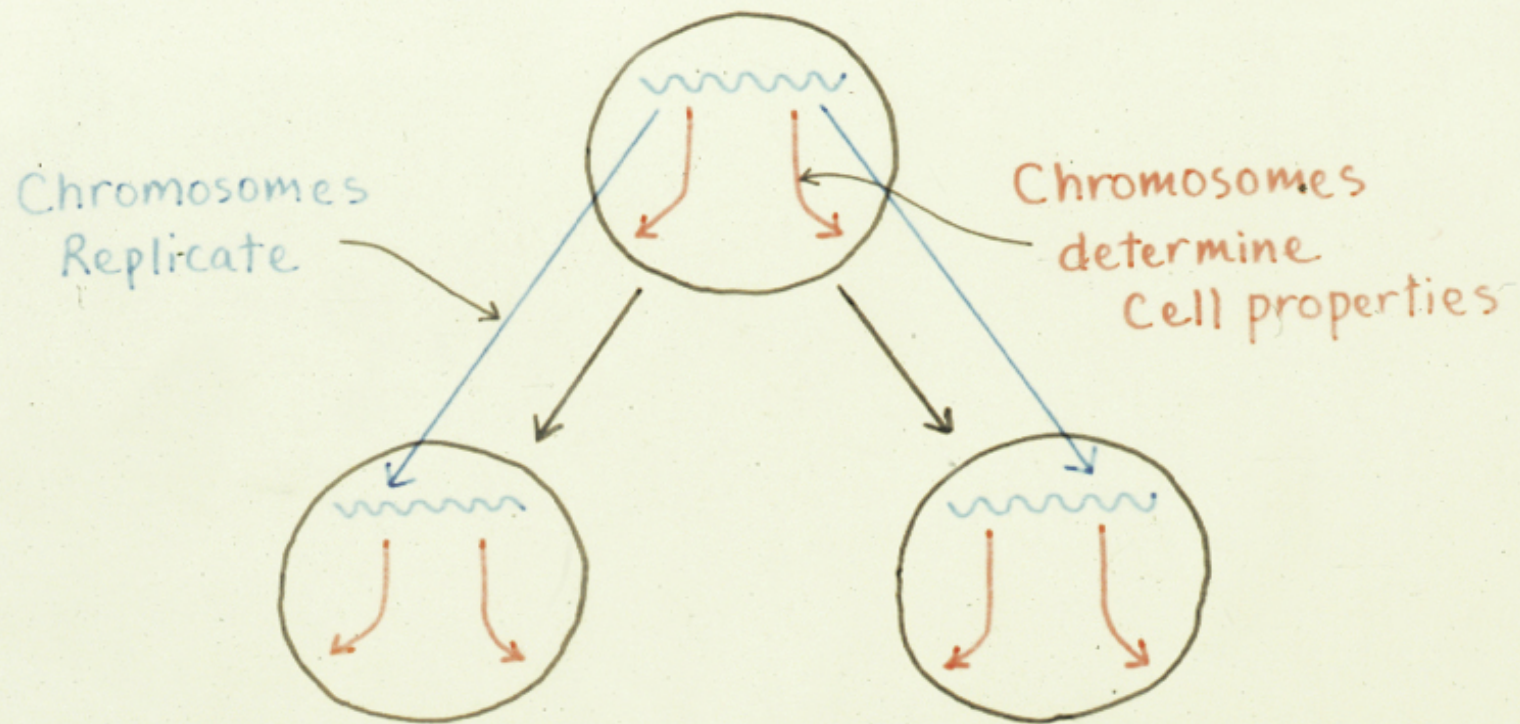 Chromosomes
Replicate
Chromosomes
determine
Cell properties